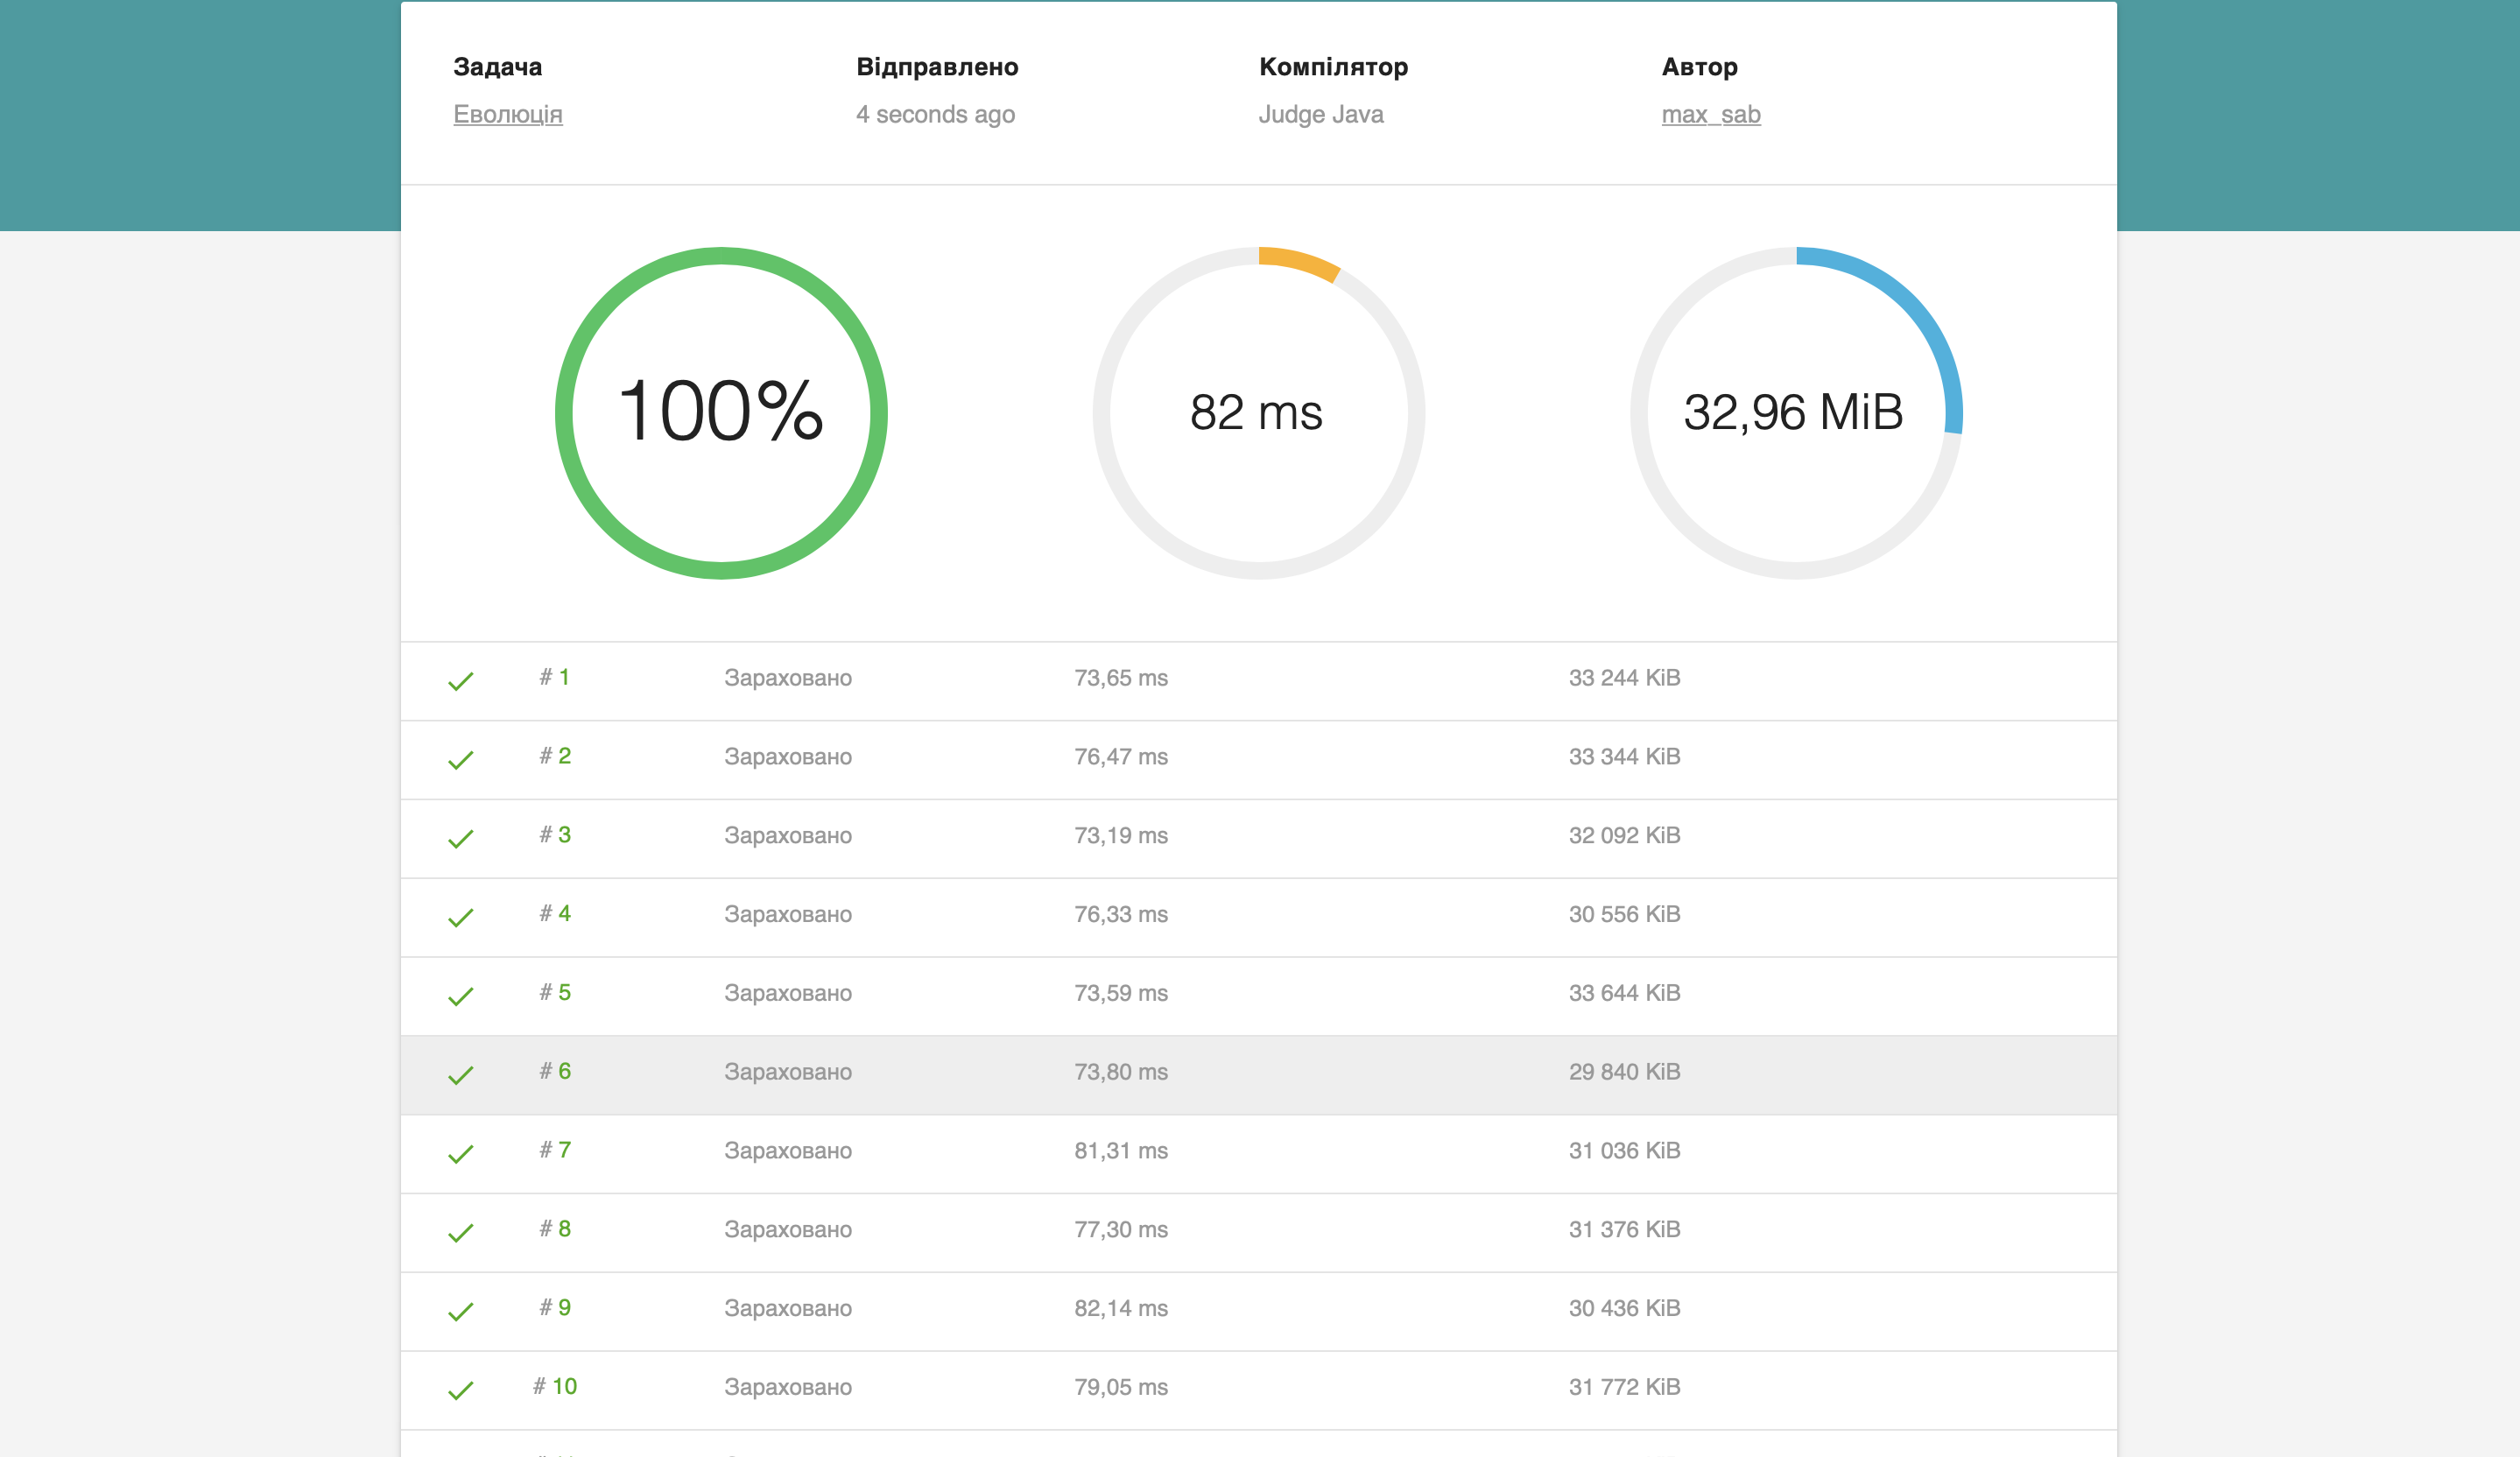 Задача Відправлено Компілятор Автор
Еволюція 4 seconds ago Judge Java max_sab
100% 82 ms 32,96 MiB
# 1 Зараховано 73,65 ms 33 244 KiB
# 2 Зараховано 76,47 ms 33 344 KiB
# 3 Зараховано 73,19 ms 32 092 KiB
# 4 Зараховано 76,33 ms 30 556 KiB
# 5 Зараховано 73,59 ms 33 644 KiB
# 6 Зараховано 73,80 ms 29 840 KiB
# 7 Зараховано 81,31 ms 31 036 KiB
# 8 Зараховано 77,30 ms 31 376 KiB
# 9 Зараховано 82,14 ms 30 436 KiB
# 10 Зараховано 79,05 ms 31 772 KiB